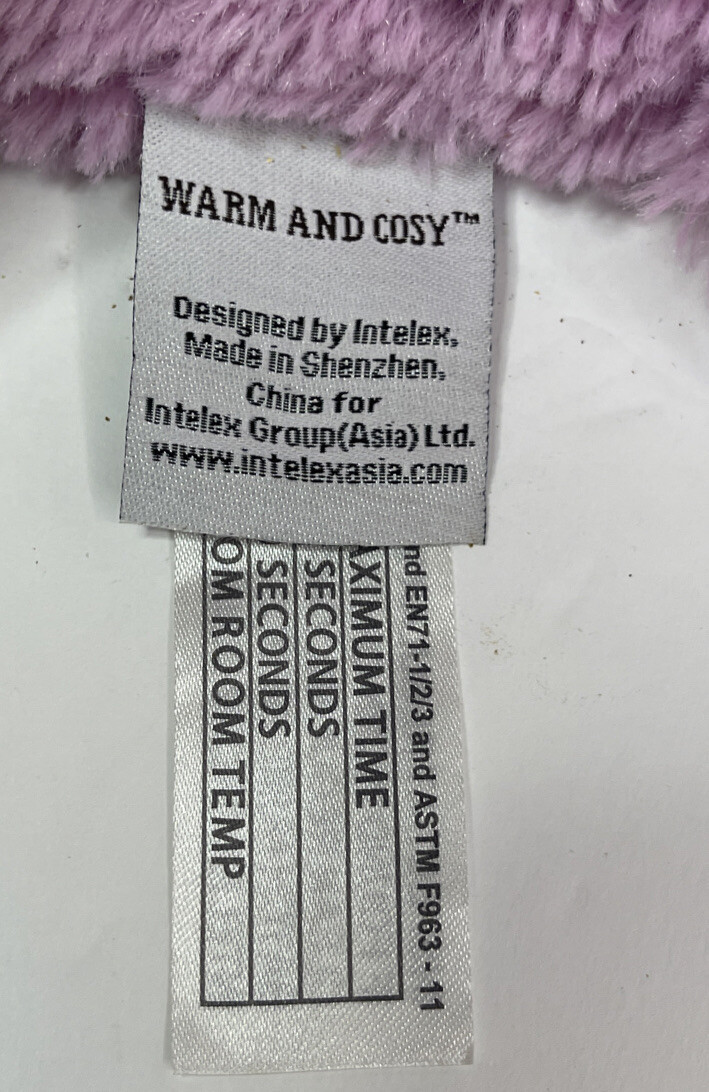 WARM AND COSY™
Designed by Intelex,
Made in Shenzhen,
China for
Intelex Group(Asia) Ltd.
www.intelexasia.com
nd EN71-1/2/3 and ASTM F963 - 11
AXIMUM TIME
SECONDS
SECONDS
OM ROOM TEMP